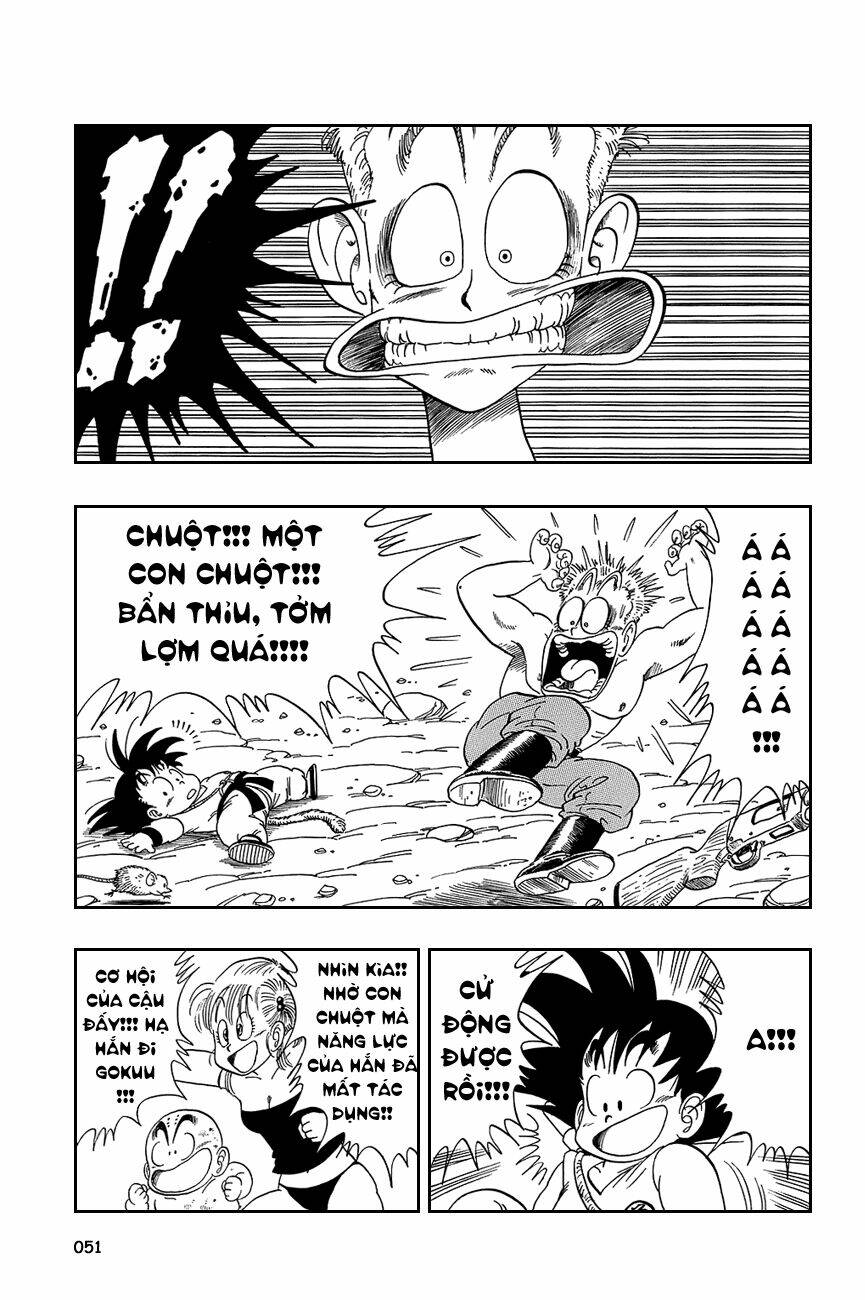 !!
Á Á
Á Á
Á Á
Á Á
Á Á
!!!
CHUỘT!!! MỘT
CON CHUỘT!!!
BẨN THỈU, TỞM
LỢM QUÁ!!!!
A!!!
CỬ
ĐỘNG
ĐƯỢC
RỒI!!!
NHÌN KÌA!!
NHỜ CON
CHUỘT MÀ
NĂNG LỰC
CỦA HẮN ĐÃ
MẤT TÁC
DỤNG!!
CƠ HỘI
CỦA CẬU
ĐẤY!!! HẠ
HẮN ĐI
GOKUU
!!!
051